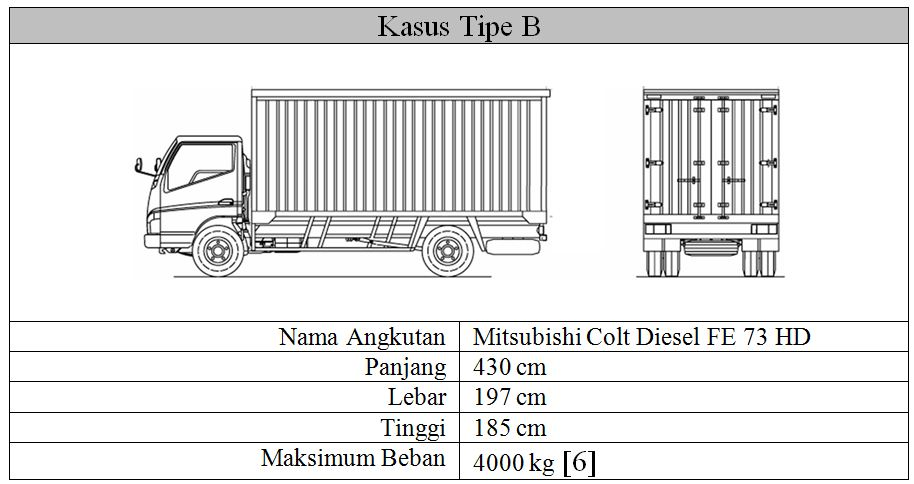 Kasus Tipe B
Nama Angkutan Mitsubishi Colt Diesel FE 73 HD
Panjang 430 cm
Lebar 197 cm
Tinggi 185 cm
Maksimum Beban 4000 kg [6]